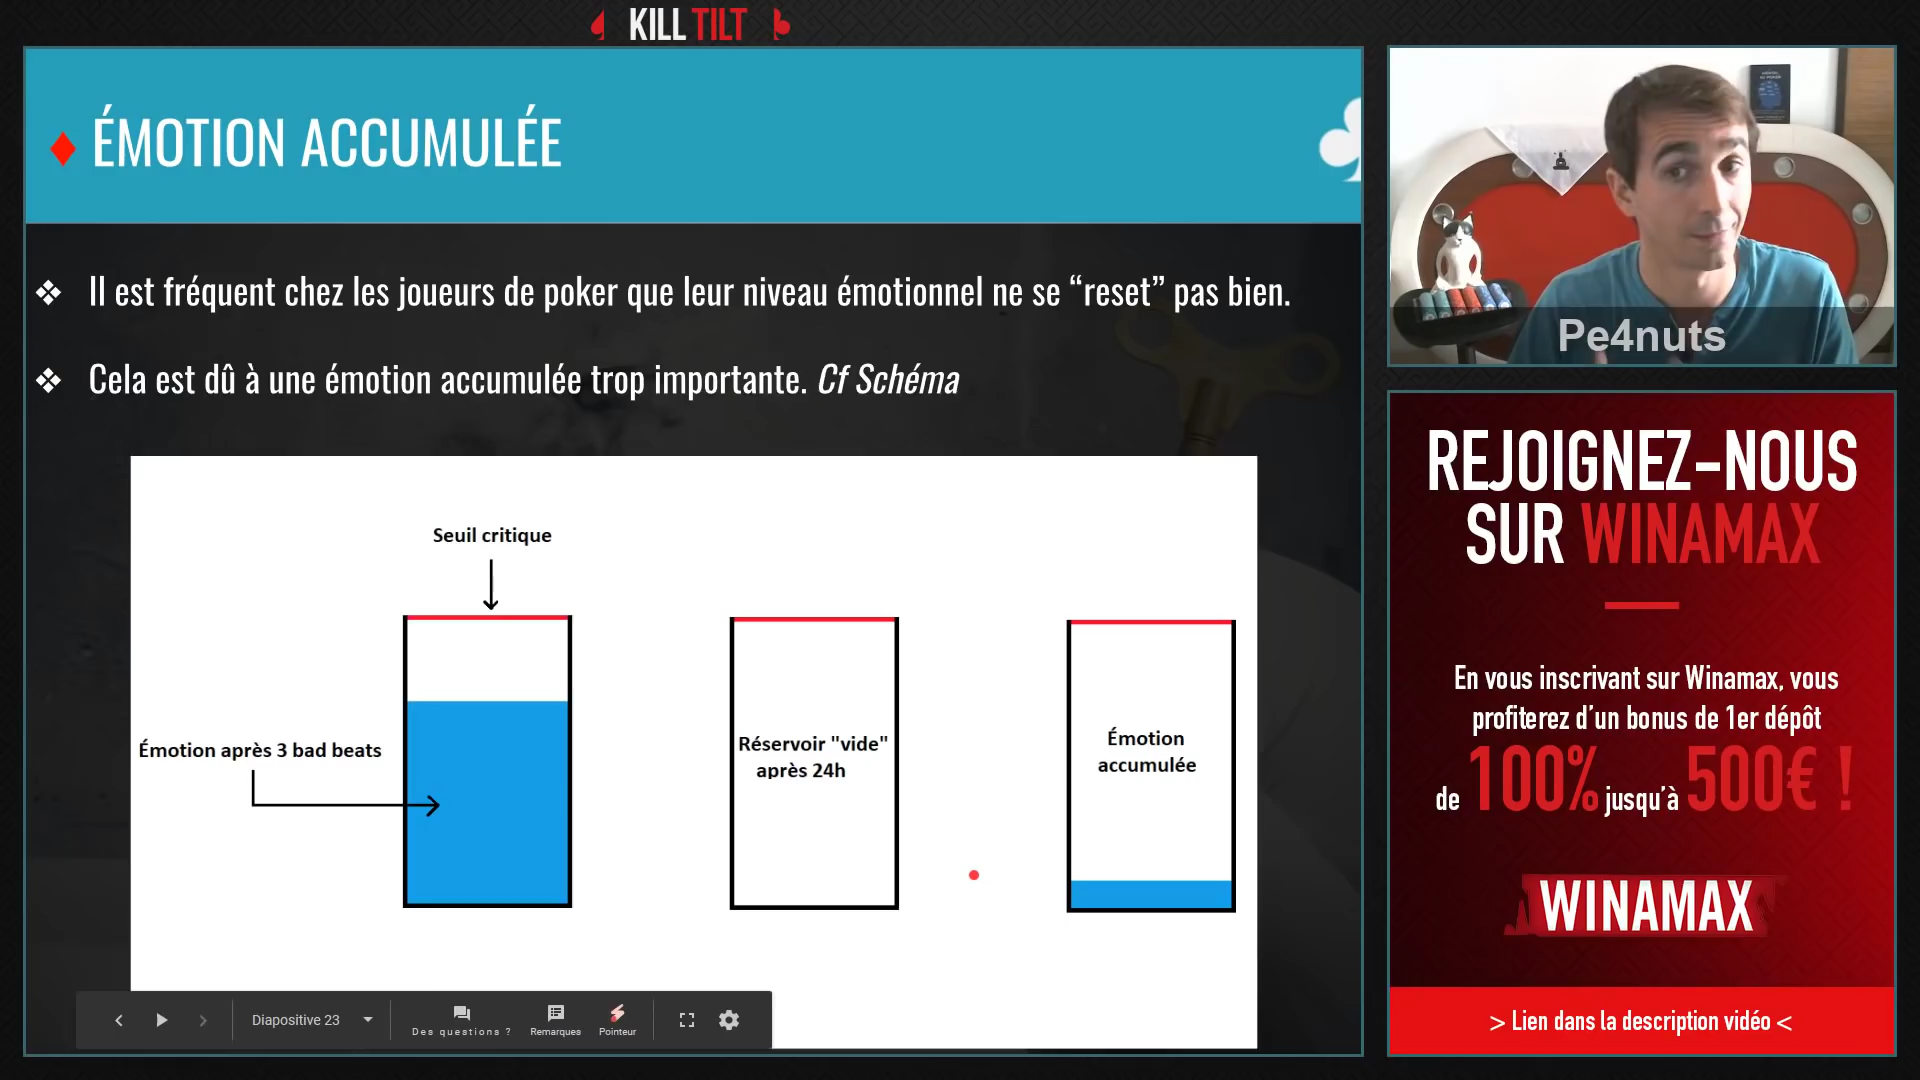 KILL TILT
ÉMOTION ACCUMULÉE
Il est fréquent chez les joueurs de poker que leur niveau émotionnel ne se “reset” pas bien.
Cela est dû à une émotion accumulée trop importante. Cf Schéma
Seuil critique
Émotion après 3 bad beats
Réservoir "vide"
après 24h
Émotion
accumulée
Diapositive 23
Des questions ?
Remarques
Pointeur
Pe4nuts
REJOIGNEZ-NOUS
SUR WINAMAX
En vous inscrivant sur Winamax, vous
profiterez d’un bonus de 1er dépôt
de 100% jusqu’à 500€ !
WINAMAX
> Lien dans la description vidéo <